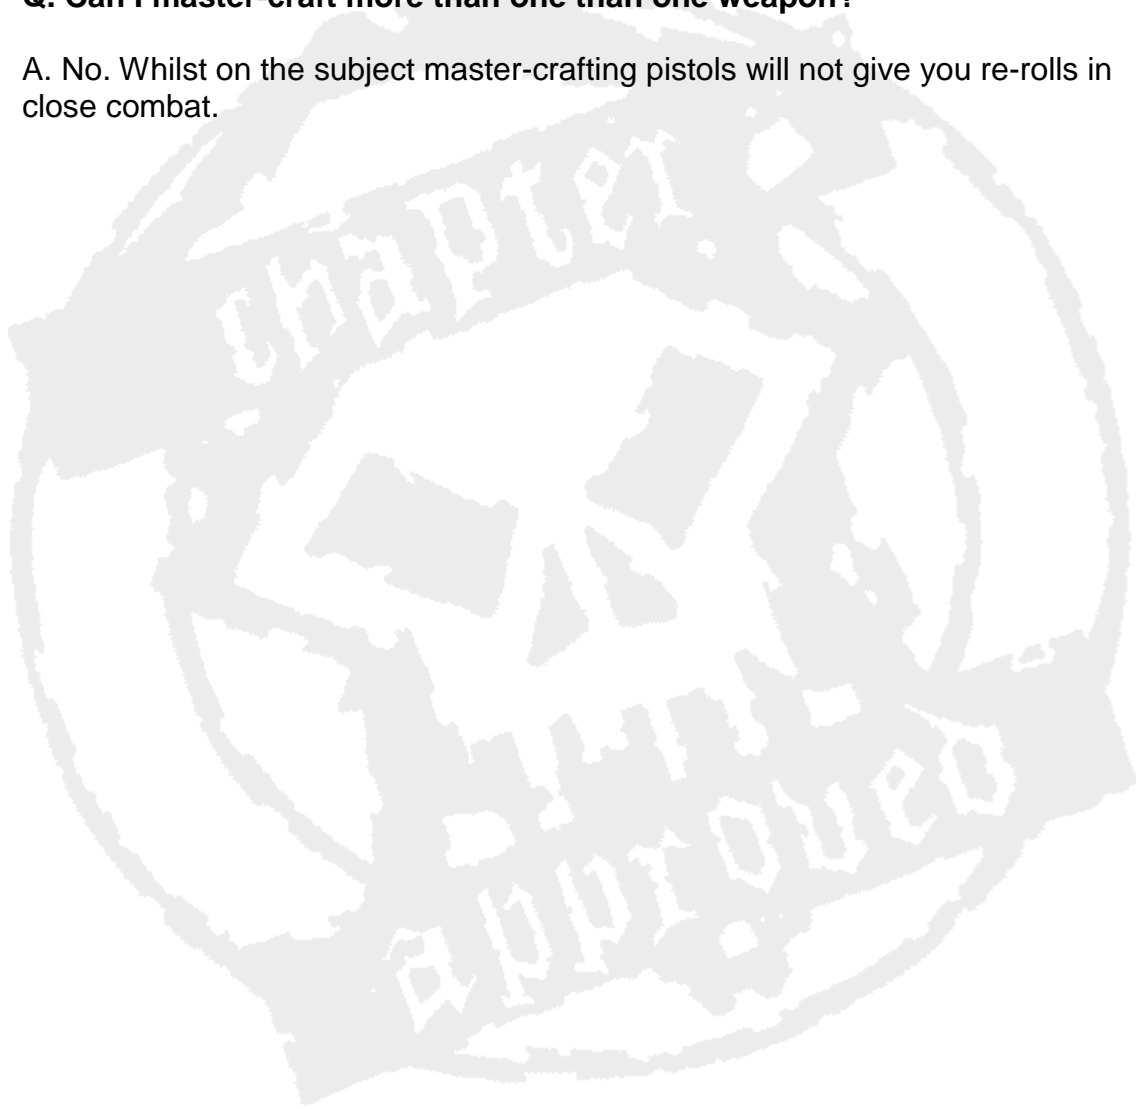 Q. Can I master-craft more than one than one weapon?
A. No. Whilst on the subject master-crafting pistols will not give you re-rolls in
close combat.
chapter
approved